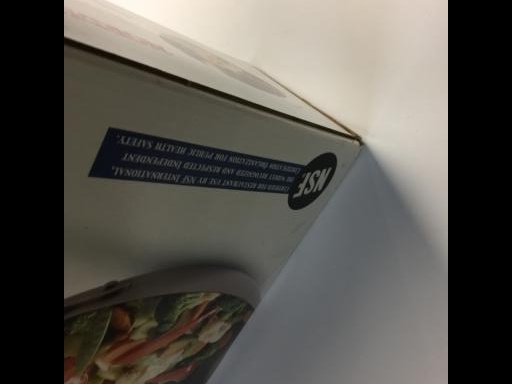 NSF
CERTIFIED FOR RESTAURANT USE BY NSF INTERNATIONAL,
THE WIDELY RECOGNIZED AND RESPECTED INDEPENDENT
CERTIFICATION ORGANIZATION FOR PUBLIC HEALTH SAFETY.